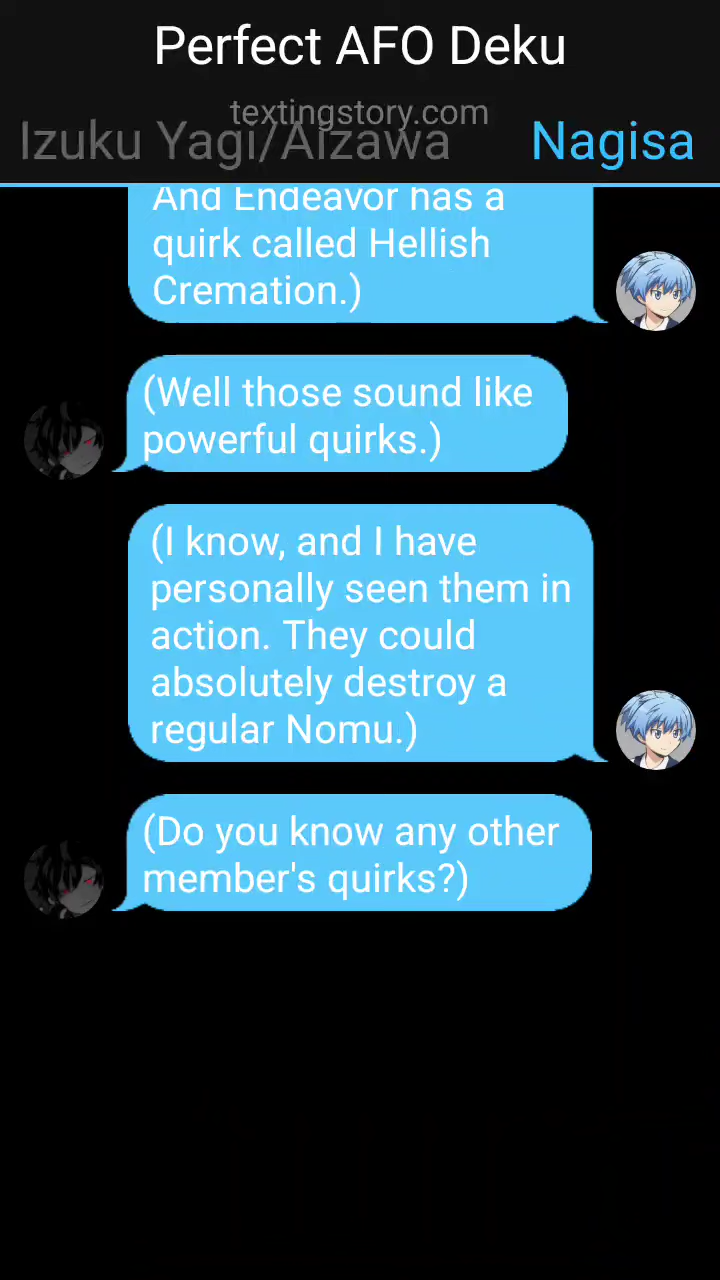 Perfect AFO Deku
textingstory.com
Izuku Yagi/Aizawa
Nagisa
And Endeavor has a
quirk called Hellish
Cremation.)
(Well those sound like
powerful quirks.)
(I know, and I have
personally seen them in
action. They could
absolutely destroy a
regular Nomu.)
(Do you know any other
member's quirks?)